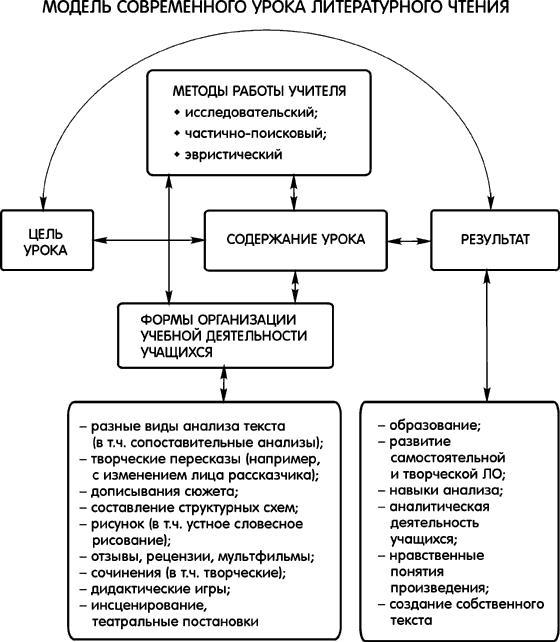 МОДЕЛЬ СОВРЕМЕННОГО УРОКА ЛИТЕРАТУРНОГО ЧТЕНИЯ
МЕТОДЫ РАБОТЫ УЧИТЕЛЯ
• исследовательский;
• частично-поисковый;
• эвристический
ЦЕЛЬ
УРОКА
СОДЕРЖАНИЕ УРОКА
РЕЗУЛЬТАТ
ФОРМЫ ОРГАНИЗАЦИИ
УЧЕБНОЙ ДЕЯТЕЛЬНОСТИ
УЧАЩИХСЯ
– разные виды анализа текста
(в т.ч. сопоставительные анализы);
– творческие пересказы (например,
с изменением лица рассказчика);
– дописывания сюжета;
– составление структурных схем;
– рисунок (в т.ч. устное словесное
рисование);
– отзывы, рецензии, мультфильмы;
– сочинения (в т.ч. творческие);
– дидактические игры;
– инсценирование,
театральные постановки
– образование;
– развитие
самостоятельной
и творческой ЛО;
– навыки анализа;
– аналитическая
деятельность
учащихся;
– нравственные
понятия
произведения;
– создание собственного
текста